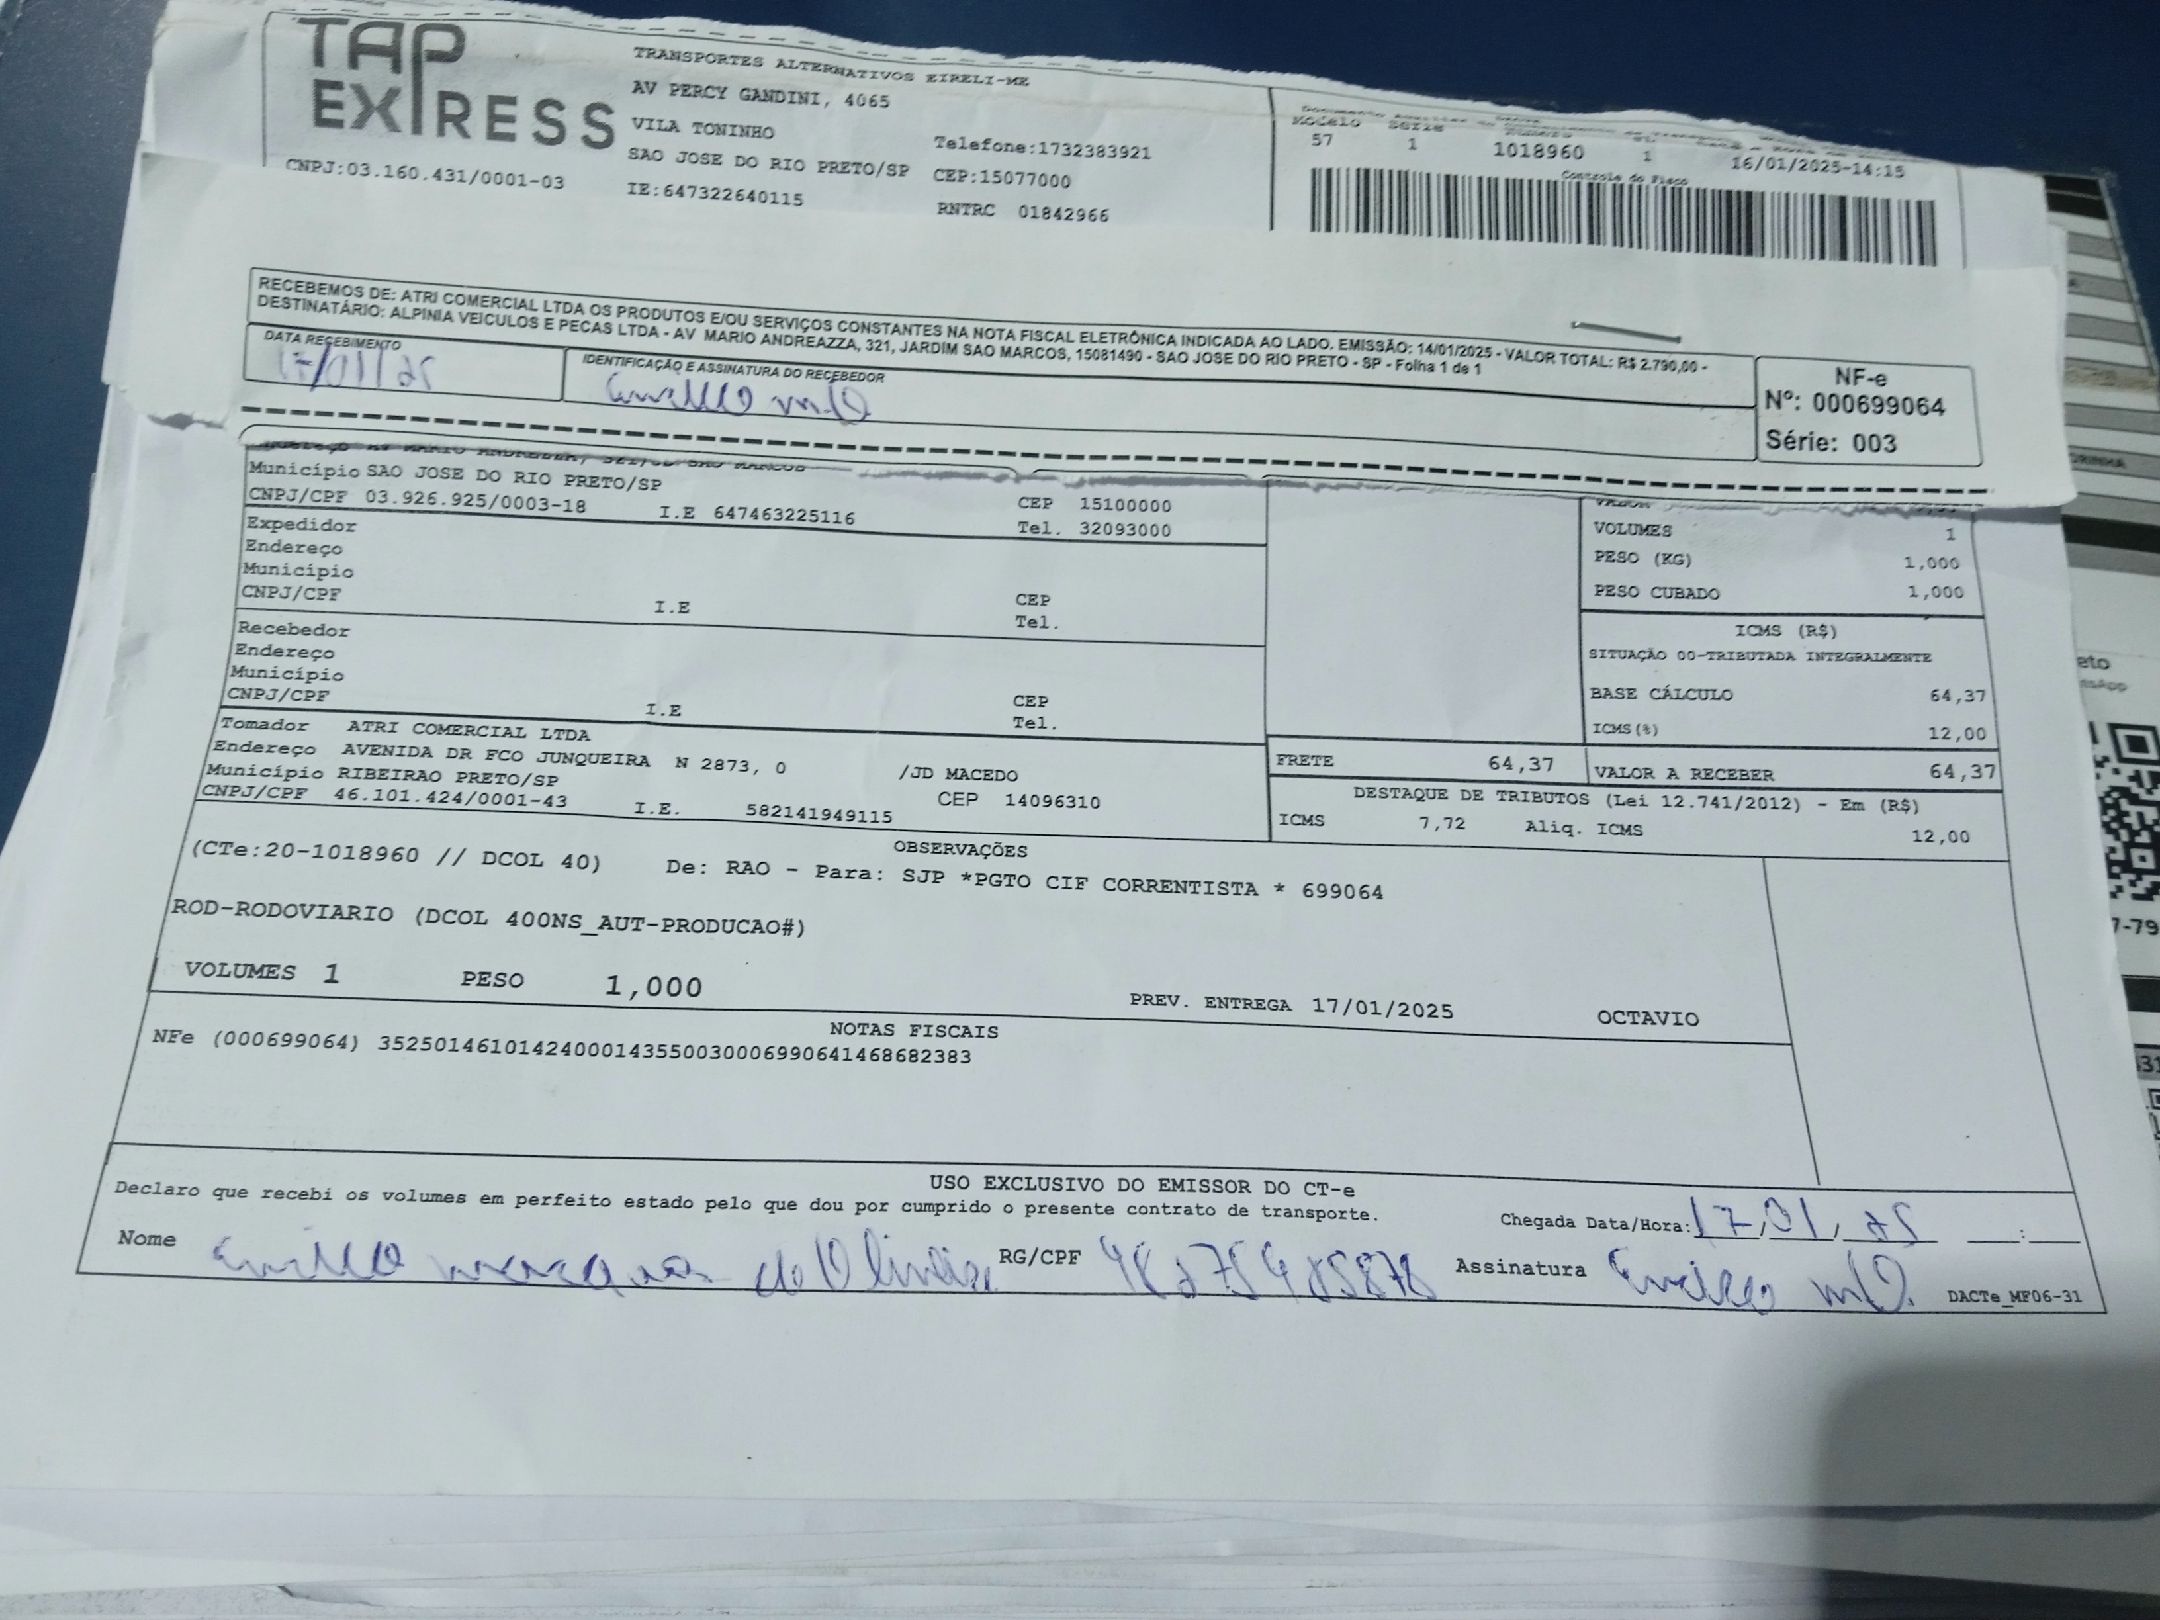 TAP EXPRESS
TRANSPORTES ALTERNATIVOS EIRELI-ME
AV PERCY GANDINI, 4065
VILA TONINHO
Telefone:1732383921
SAO JOSE DO RIO PRETO/SP CEP:15077000
CNPJ:03.160.431/0001-03 IE:647322640115 RNTRC 01842966
Modelo Série Número
57 1 1018960 1 16/01/2025-14:15
Controle do Fisco
RECEBEMOS DE: ATRI COMERCIAL LTDA OS PRODUTOS E/OU SERVIÇOS CONSTANTES NA NOTA FISCAL ELETRÔNICA INDICADA AO LADO. EMISSÃO: 14/01/2025 - VALOR TOTAL: R$ 2.790,00 -
DESTINATÁRIO: ALPINIA VEICULOS E PECAS LTDA - AV MARIO ANDREAZZA, 321, JARDIM SAO MARCOS, 15081490 - SAO JOSE DO RIO PRETO - SP - Folha 1 de 1
DATA RECEBIMENTO
17/01/25
IDENTIFICAÇÃO E ASSINATURA DO RECEBEDOR
NF-e
Nº: 000699064
Série: 003
Município SAO JOSE DO RIO PRETO/SP CEP 15100000
CNPJ/CPF 03.926.925/0003-18 I.E 647463225116 Tel. 32093000
Expedidor
Endereço
Município CEP
CNPJ/CPF I.E Tel.
Recebedor
Endereço
Município CEP
CNPJ/CPF I.E Tel.
Tomador ATRI COMERCIAL LTDA
Endereço AVENIDA DR FCO JUNQUEIRA N 2873, 0 /JD MACEDO
Município RIBEIRAO PRETO/SP CEP 14096310
CNPJ/CPF 46.101.424/0001-43 I.E. 582141949115
VOLUMES 1
PESO (KG) 1,000
PESO CUBADO 1,000
ICMS (R$)
SITUAÇÃO 00-TRIBUTADA INTEGRALMENTE
BASE CÁLCULO 64,37
ICMS(%) 12,00
FRETE 64,37 VALOR A RECEBER 64,37
DESTAQUE DE TRIBUTOS (Lei 12.741/2012) - Em (R$)
ICMS 7,72 Aliq. ICMS 12,00
OBSERVAÇÕES
(CTe:20-1018960 // DCOL 40) De: RAO - Para: SJP *PGTO CIF CORRENTISTA * 699064
ROD-RODOVIARIO (DCOL 400NS_AUT-PRODUCAO#)
VOLUMES 1 PESO 1,000 PREV. ENTREGA 17/01/2025 OCTAVIO
NOTAS FISCAIS
NFe (000699064) 35250146101424000143550030006990641468682383
USO EXCLUSIVO DO EMISSOR DO CT-e
Declaro que recebi os volumes em perfeito estado pelo que dou por cumprido o presente contrato de transporte.
Chegada Data/Hora: 17/01/25 __:__
Nome RG/CPF Assinatura
DACTe_MF06-31